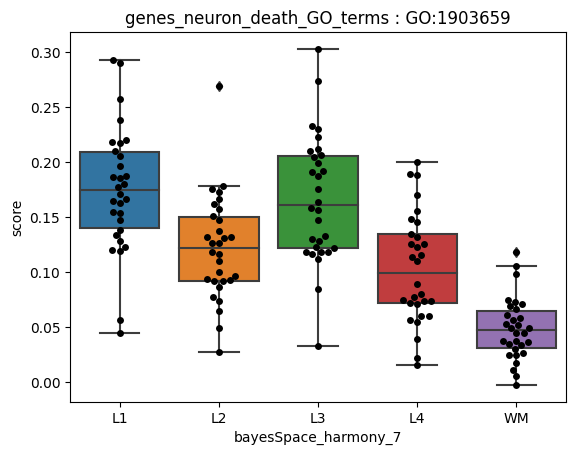 genes_neuron_death_GO_terms : GO:1903659
score
0.30
0.25
0.20
0.15
0.10
0.05
0.00
L1 L2 L3 L4 WM
bayesSpace_harmony_7